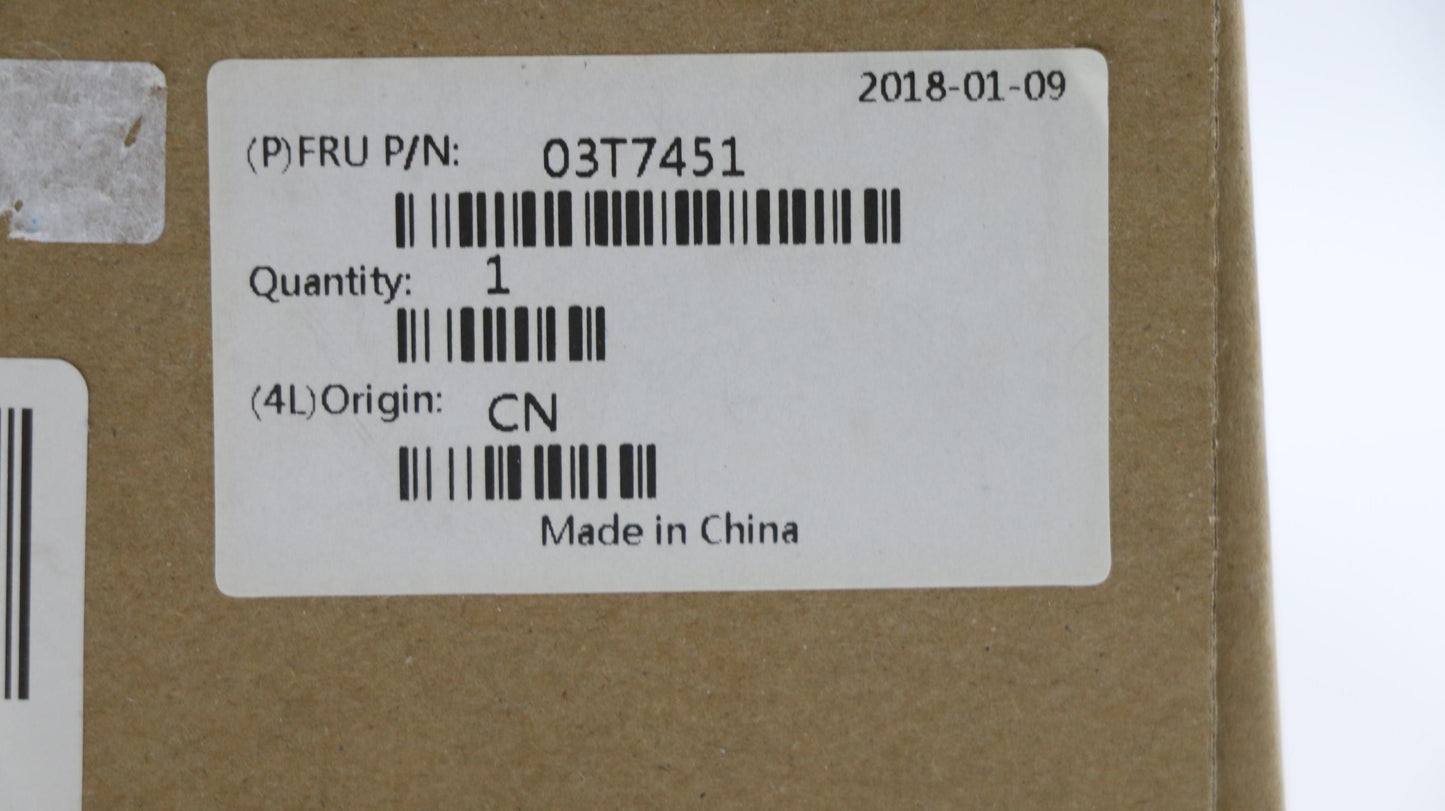 2018-01-09
(P)FRU P/N: 03T7451
Quantity: 1
(4L)Origin: CN
Made in China